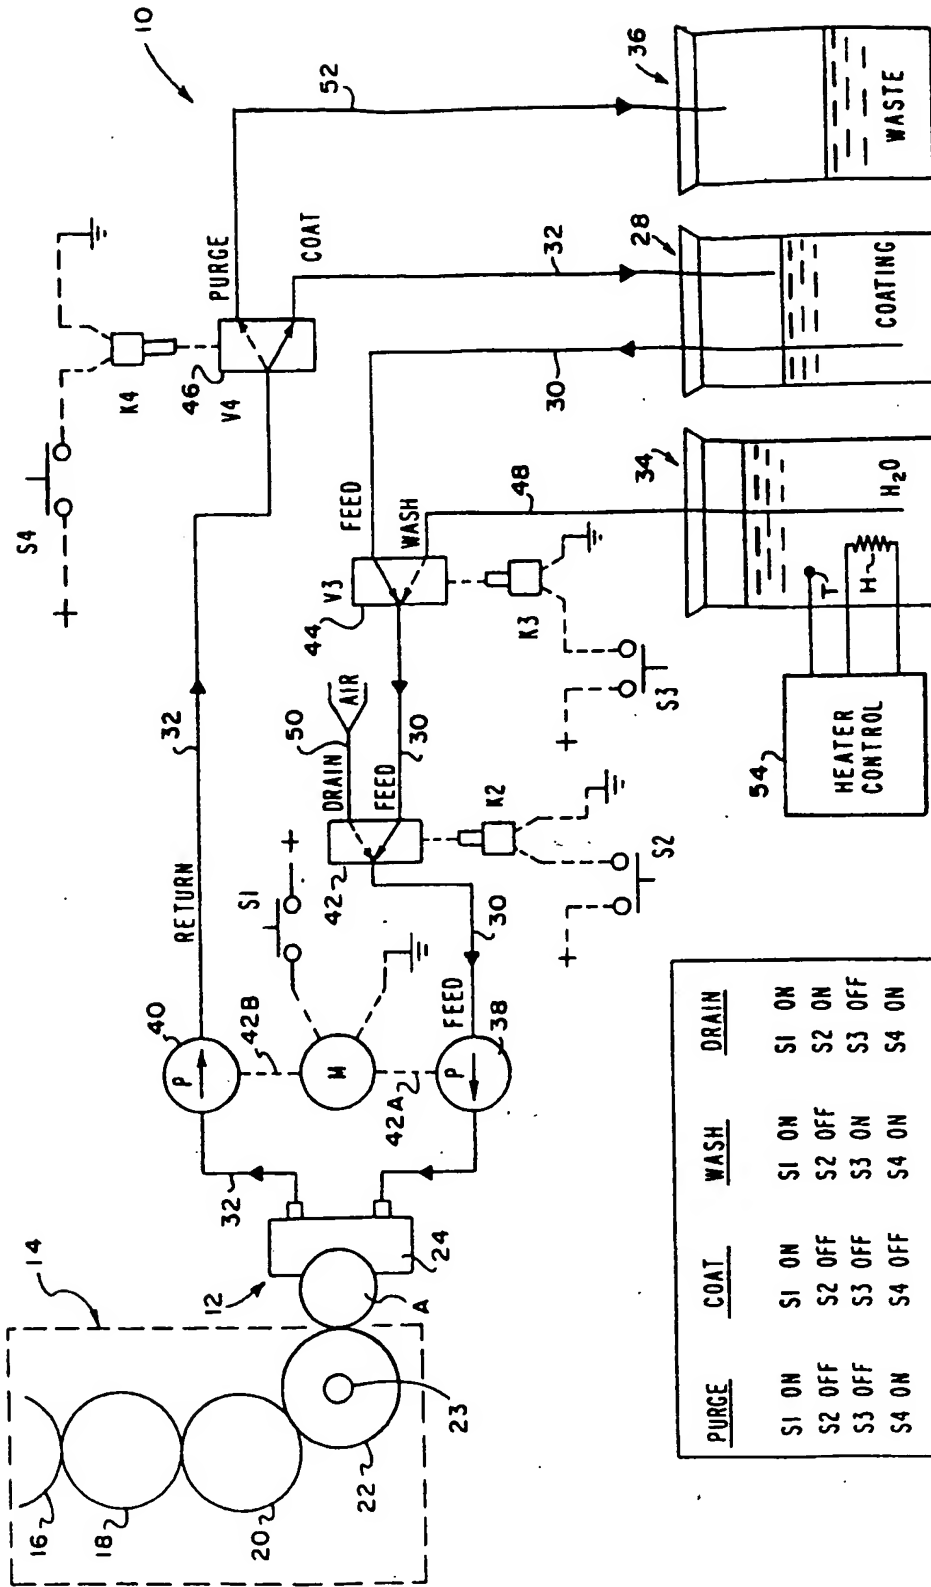 10
14
16
18
20
22
23
12
A
24
32
40
P
42B
M
42A
P
38
FEED
S1
+
RETURN
32
30
42
DRAIN
FEED
50
AIR
30
K2
S2
+
V3
44
FEED
WASH
K3
S3
+
S4
+
K4
46
V4
PURGE
COAT
52
32
30
48
54
HEATER
CONTROL
T
H
34
H₂O
28
COATING
36
WASTE
PURGE COAT WASH DRAIN
S1 ON S1 ON S1 ON S1 ON
S2 OFF S2 OFF S2 OFF S2 ON
S3 OFF S3 OFF S3 ON S3 OFF
S4 ON S4 OFF S4 ON S4 ON